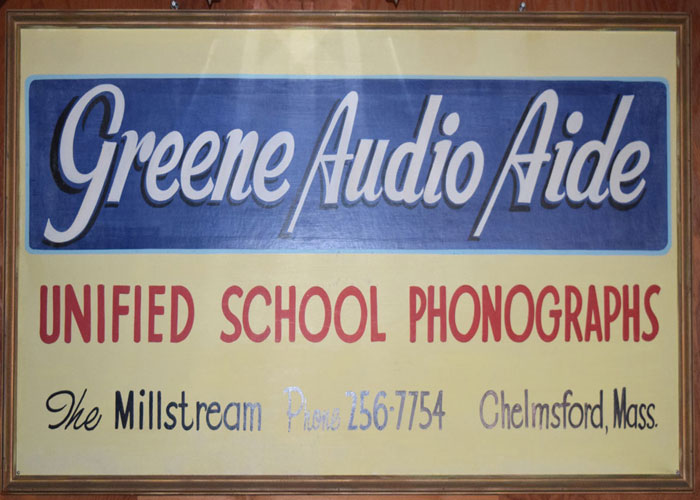 Greene Audio Aide
UNIFIED SCHOOL PHONOGRAPHS
The Millstream Phone 256-7754 Chelmsford, Mass.